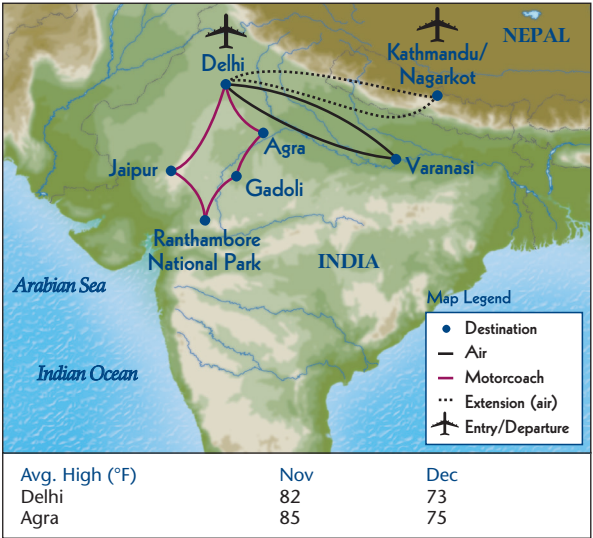 NEPAL
Kathmandu/
Nagarkot
Delhi
Agra
Jaipur
Varanasi
Gadoli
Ranthambore
National Park
INDIA
Arabian Sea
Indian Ocean
Map Legend
Destination
Air
Motorcoach
Extension (air)
Entry/Departure
Avg. High (°F) Nov Dec
Delhi 82 73
Agra 85 75